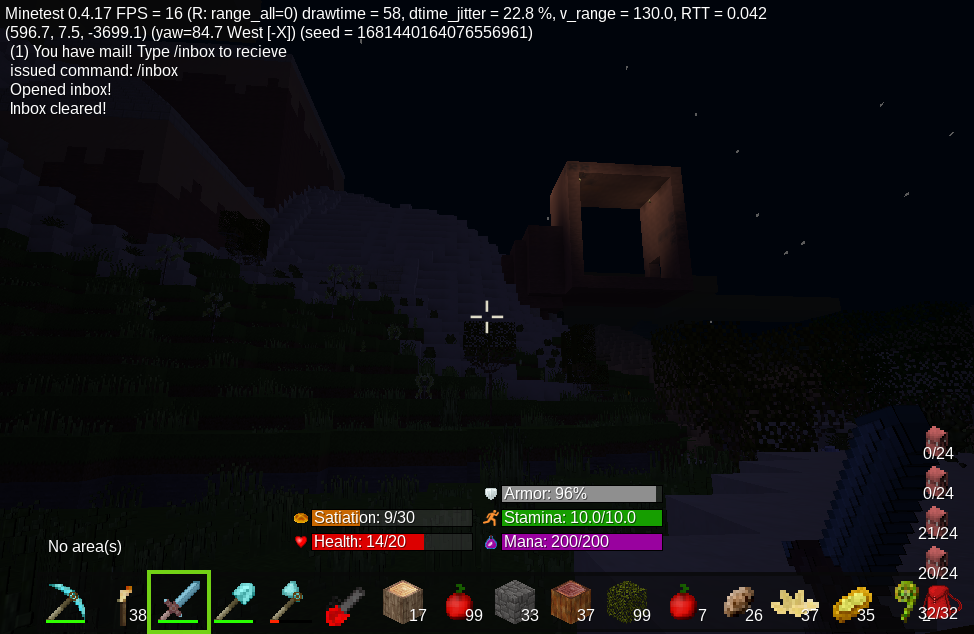 Minetest 0.4.17 FPS = 16 (R: range_all=0) drawtime = 58, dtime_jitter = 22.8 %, v_range = 130.0, RTT = 0.042
(596.7, 7.5, -3699.1) (yaw=84.7 West [-X]) (seed = 1681440164076556961)
(1) You have mail! Type /inbox to recieve
issued command: /inbox
Opened inbox!
Inbox cleared!
0/24
0/24
21/24
20/24
Armor: 96%
Satiation: 9/30
Stamina: 10.0/10.0
Health: 14/20
Mana: 200/200
No area(s)
38
17
99
33
37
99
7
26
37
35
32/32